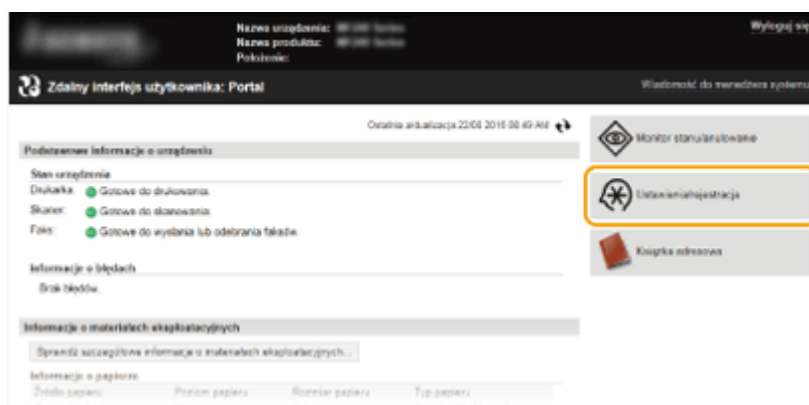 Nazwa urządzenia: Series
Wyloguj się
Nazwa produktu: Series
Położenie:
Zdalny interfejs użytkownika: Portal
Wiadomość do menedżera systemu
Ostatnia aktualizacja:22/08 2016 08:49 AM
Podstawowe informacje o urządzeniu
Stan urządzenia
Drukarka: Gotowe do drukowania.
Skaner: Gotowe do skanowania.
Faks: Gotowe do wysłania lub odebrania faksów.
Informacje o błędach
Brak błędów.
Informacje o materiałach eksploatacyjnych
Sprawdź szczegółowe informacje o materiałach eksploatacyjnych...
Informacje o papierze
Źródło papieru Poziom papieru Rozmiar papieru Typ papieru
Monitor stanu/anulowanie
Ustawienia/rejestracja
Książka adresowa